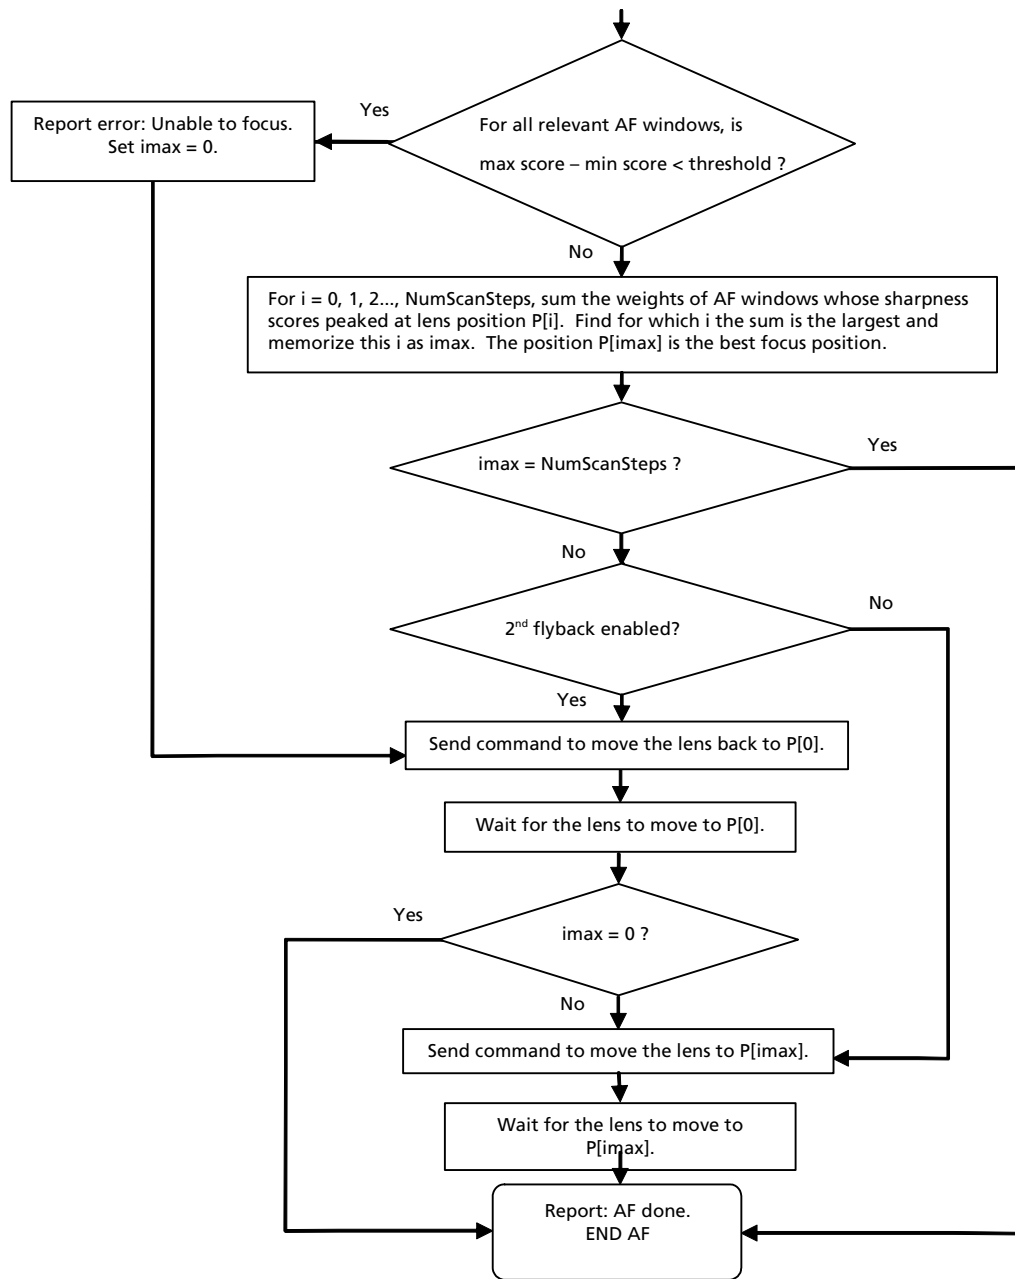 Yes
Report error: Unable to focus.
Set imax = 0.
For all relevant AF windows, is
max score – min score < threshold ?
No
For i = 0, 1, 2..., NumScanSteps, sum the weights of AF windows whose sharpness
scores peaked at lens position P[i].  Find for which i the sum is the largest and
memorize this i as imax.  The position P[imax] is the best focus position.
imax = NumScanSteps ?
Yes
No
2nd flyback enabled?
No
Yes
Send command to move the lens back to P[0].
Wait for the lens to move to P[0].
Yes
imax = 0 ?
No
Send command to move the lens to P[imax].
Wait for the lens to move to
P[imax].
Report: AF done.
END AF